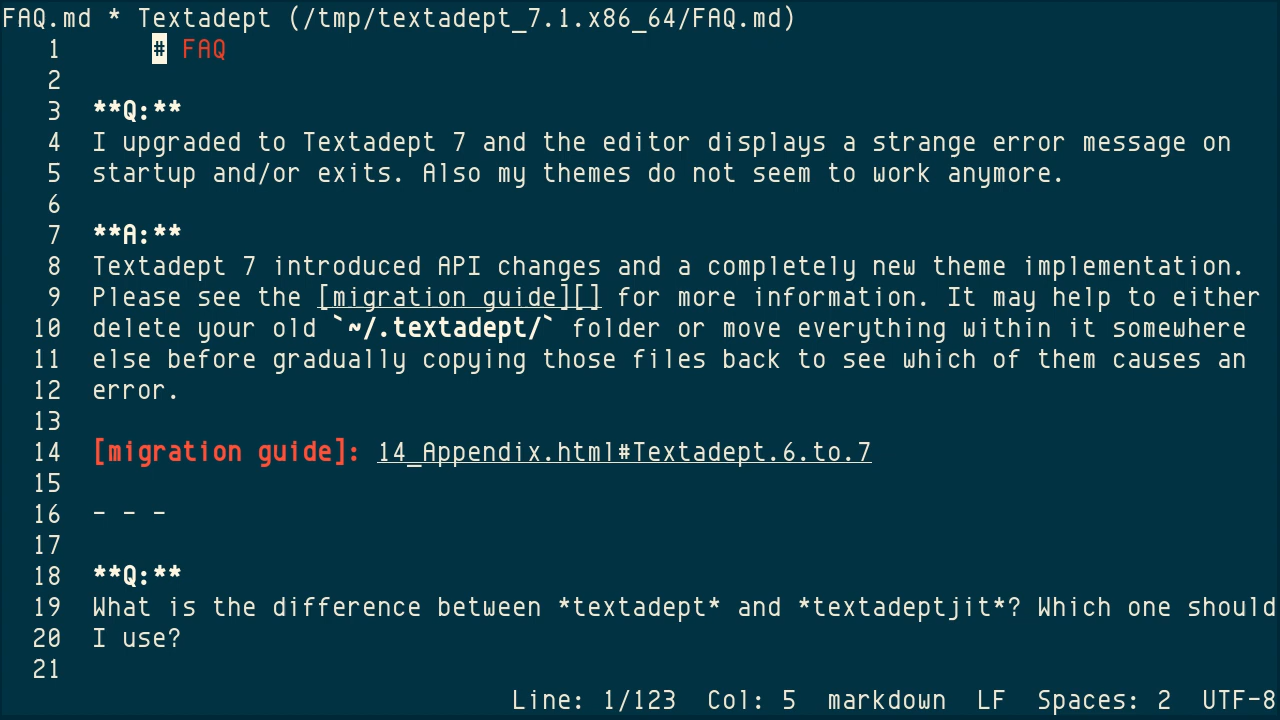 FAQ.md * Textadept (/tmp/textadept_7.1.x86_64/FAQ.md)
1 # FAQ
2
3 **Q:**
4 I upgraded to Textadept 7 and the editor displays a strange error message on
5 startup and/or exits. Also my themes do not seem to work anymore.
6
7 **A:**
8 Textadept 7 introduced API changes and a completely new theme implementation.
9 Please see the [migration guide][] for more information. It may help to either
10 delete your old `~/.textadept/` folder or move everything within it somewhere
11 else before gradually copying those files back to see which of them causes an
12 error.
13
14 [migration guide]: 14_Appendix.html#Textadept.6.to.7
15
16 - - -
17
18 **Q:**
19 What is the difference between *textadept* and *textadeptjit*? Which one should
20 I use?
21
Line: 1/123 Col: 5 markdown LF Spaces: 2 UTF-8